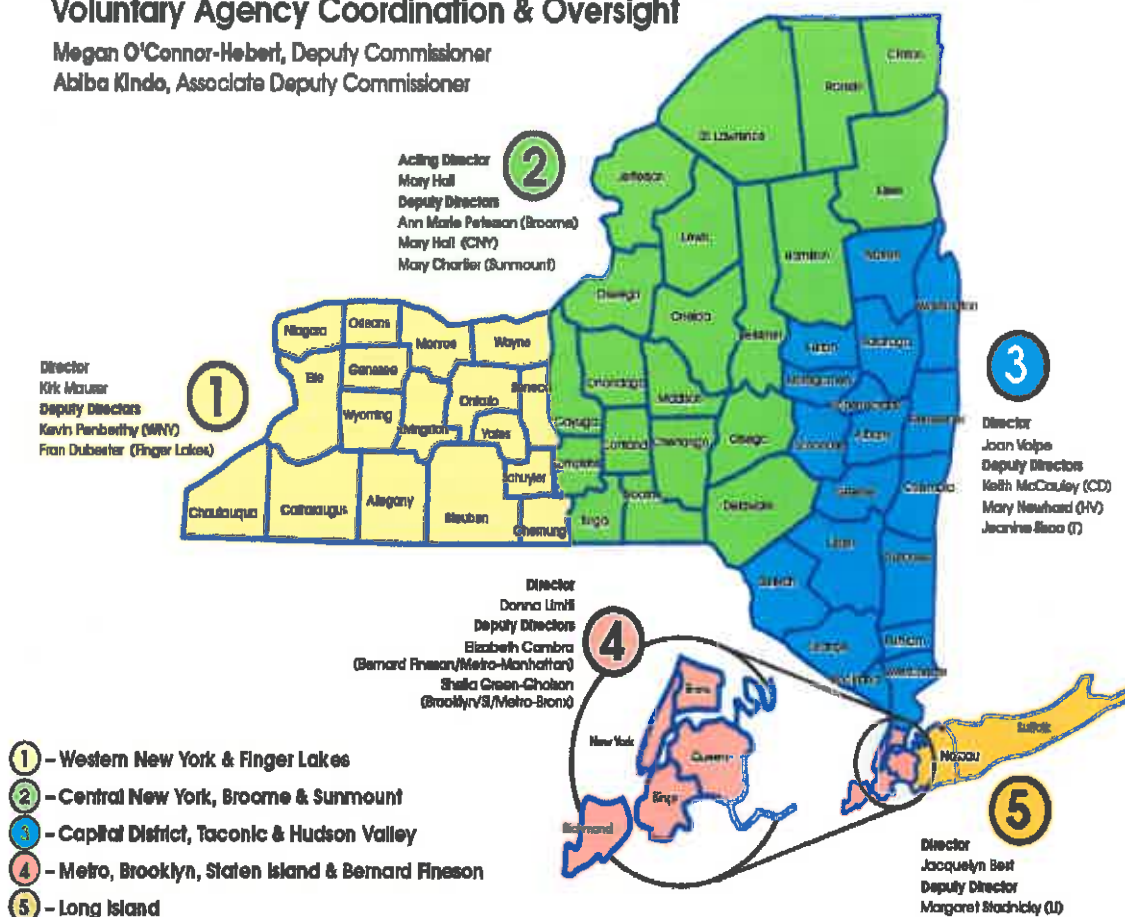 Voluntary Agency Coordination & Oversight
Megan O'Connor-Hebert, Deputy Commissioner
Abiba Kindo, Associate Deputy Commissioner
Acting Director
Mary Hall
Deputy Directors
Ann Marie Peterson (Broome)
Mary Hall (CNY)
Mary Chartier (Sunmount)
2
Director
Kirk Maurer
Deputy Directors
Kevin Penberthy (WNY)
Fran Dubester (Finger Lakes)
1
3
Director
Joan Volpe
Deputy Directors
Keith McCauley (CD)
Mary Newhard (HV)
Jeanine (T)
Director
Donna Limiti
Deputy Directors
Elizabeth Cambra
(Bernard Fineson/Metro-Manhattan)
Sheila Green-Gholson
(Brooklyn/SI/Metro-Bronx)
4
5
Director
Jacquelyn Best
Deputy Director
Margaret Stadnicky (LI)
Clinton
Franklin
St. Lawrence
Jefferson
Essex
Lewis
Hamilton
Warren
Washington
Oswego
Oneida
Herkimer
Fulton
Saratoga
Niagara
Orleans
Monroe
Wayne
Erie
Genesee
Ontario
Seneca
Wyoming
Livingston
Yates
Cayuga
Onondaga
Madison
Montgomery
Schenectady
Rensselaer
Cortland
Chenango
Otsego
Schoharie
Albany
Chautauqua
Cattaraugus
Allegany
Steuben
Schuyler
Chemung
Tompkins
Tioga
Broome
Delaware
Greene
Columbia
Ulster
Dutchess
Sullivan
Orange
Putnam
Rockland
Westchester
Bronx
New York
Queens
Kings
Richmond
Nassau
Suffolk
1 – Western New York & Finger Lakes
2 – Central New York, Broome & Sunmount
3 – Capital District, Taconic & Hudson Valley
4 – Metro, Brooklyn, Staten Island & Bernard Fineson
5 – Long Island